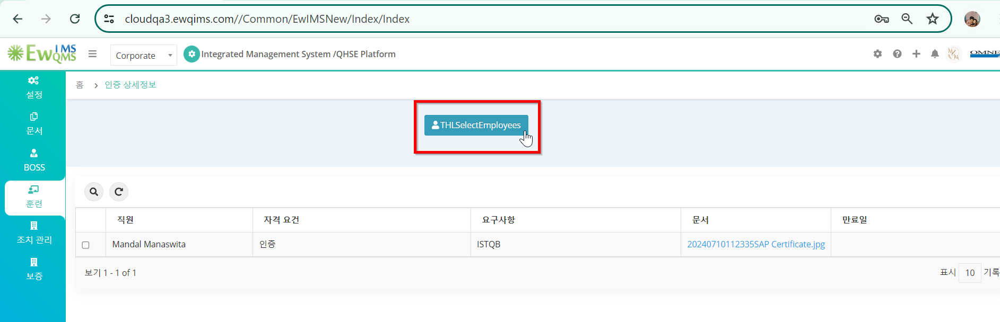 cloudqa3.ewqims.com//Common/EwIMSNew/Index/Index
EwIMS QMS
Corporate
Integrated Management System /QHSE Platform
설정
문서
BOSS
훈련
조치 관리
보증
홈 > 인증 상세정보
THLSelectEmployees
직원 자격 요건 요구사항 문서 만료일
Mandal Manaswita 인증 ISTQB 20240710112335SAP Certificate.jpg
보기 1 - 1 of 1
표시 10 기록